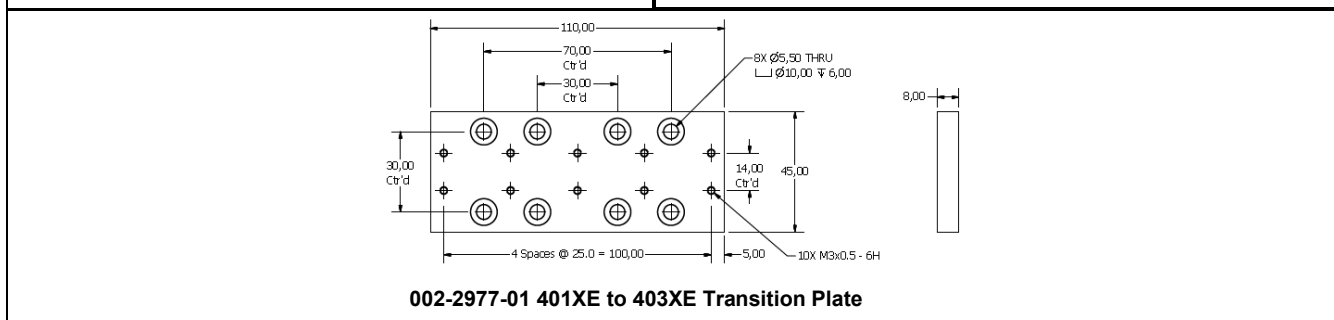 110,00
70,00
Ctr'd
30,00
Ctr'd
8X Ø5,50 THRU
⌴ Ø10,00 ↧ 6,00
8,00
30,00
Ctr'd
14,00
Ctr'd
45,00
4 Spaces @ 25.0 = 100,00
5,00
10X M3x0.5 - 6H
002-2977-01 401XE to 403XE Transition Plate